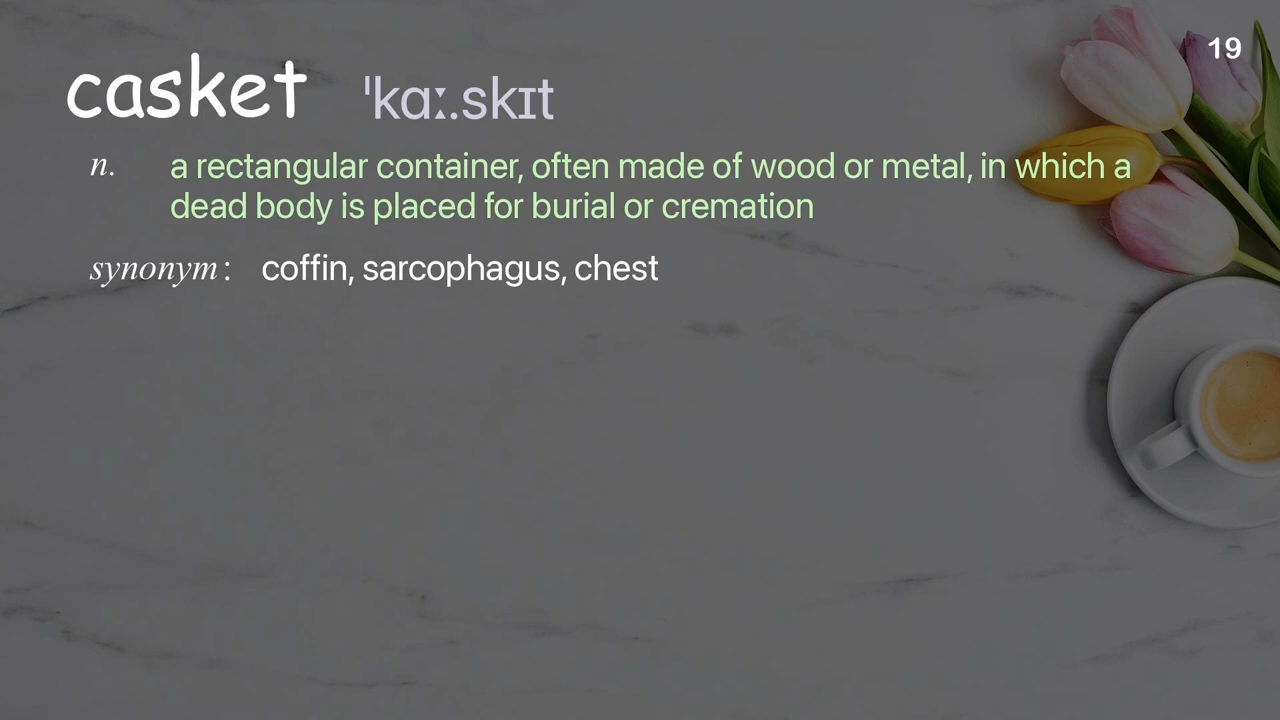 19
casket ˈkɑː.skɪt
n. a rectangular container, often made of wood or metal, in which a
dead body is placed for burial or cremation
synonym: coffin, sarcophagus, chest